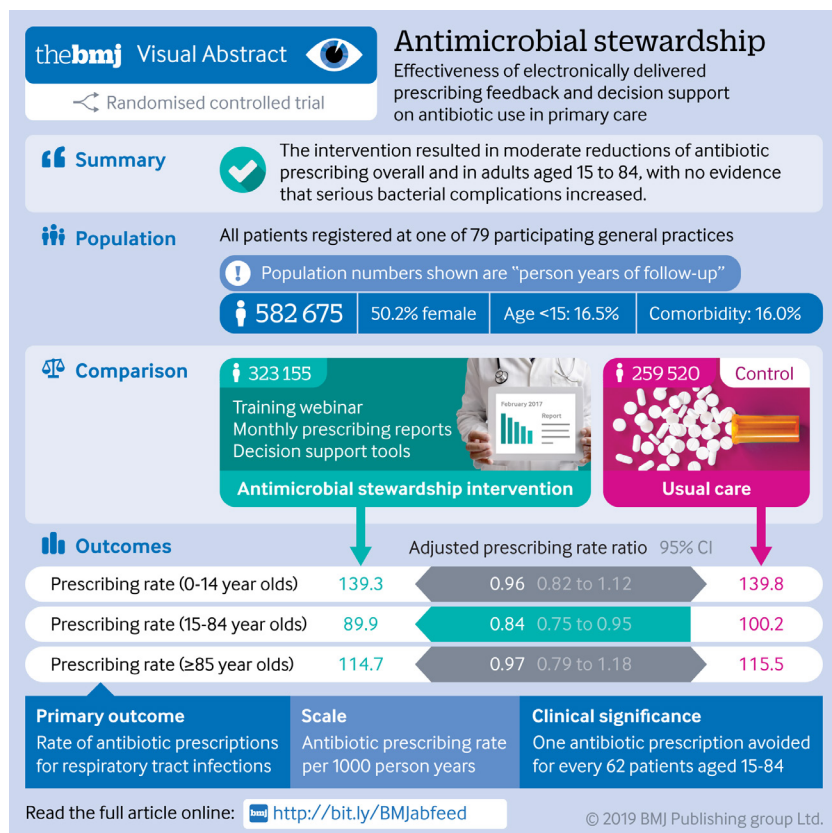 thebmj Visual Abstract
Randomised controlled trial
Antimicrobial stewardship
Effectiveness of electronically delivered
prescribing feedback and decision support
on antibiotic use in primary care
Summary
The intervention resulted in moderate reductions of antibiotic
prescribing overall and in adults aged 15 to 84, with no evidence
that serious bacterial complications increased.
Population
All patients registered at one of 79 participating general practices
! Population numbers shown are "person years of follow-up"
582 675 50.2% female Age <15: 16.5% Comorbidity: 16.0%
Comparison
323 155
Training webinar
Monthly prescribing reports
Decision support tools
February 2017
Report
Antimicrobial stewardship intervention
259 520 Control
Usual care
Outcomes
Adjusted prescribing rate ratio 95% CI
Prescribing rate (0-14 year olds) 139.3 0.96 0.82 to 1.12 139.8
Prescribing rate (15-84 year olds) 89.9 0.84 0.75 to 0.95 100.2
Prescribing rate (≥85 year olds) 114.7 0.97 0.79 to 1.18 115.5
Primary outcome
Rate of antibiotic prescriptions
for respiratory tract infections
Scale
Antibiotic prescribing rate
per 1000 person years
Clinical significance
One antibiotic prescription avoided
for every 62 patients aged 15-84
Read the full article online: bmj http://bit.ly/BMJabfeed
© 2019 BMJ Publishing group Ltd.